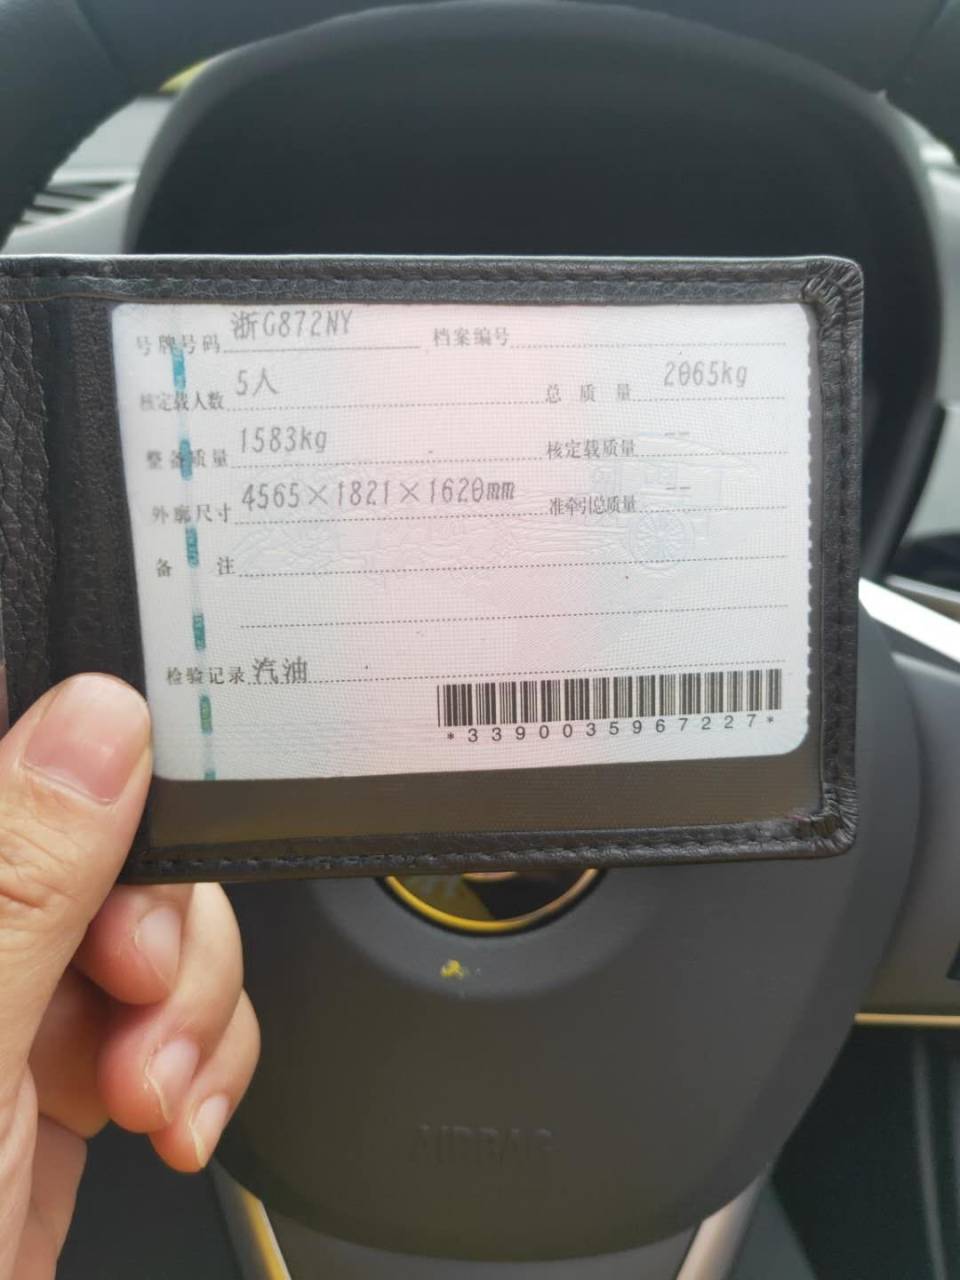 号牌号码 浙G872NY 档案编号
核定载人数 5人 总质量 2065kg
整备质量 1583kg 核定载质量 --
外廓尺寸 4565×1821×1620mm 准牵引总质量 --
备注
检验记录 汽油
*3390035967227*
AIRBAG